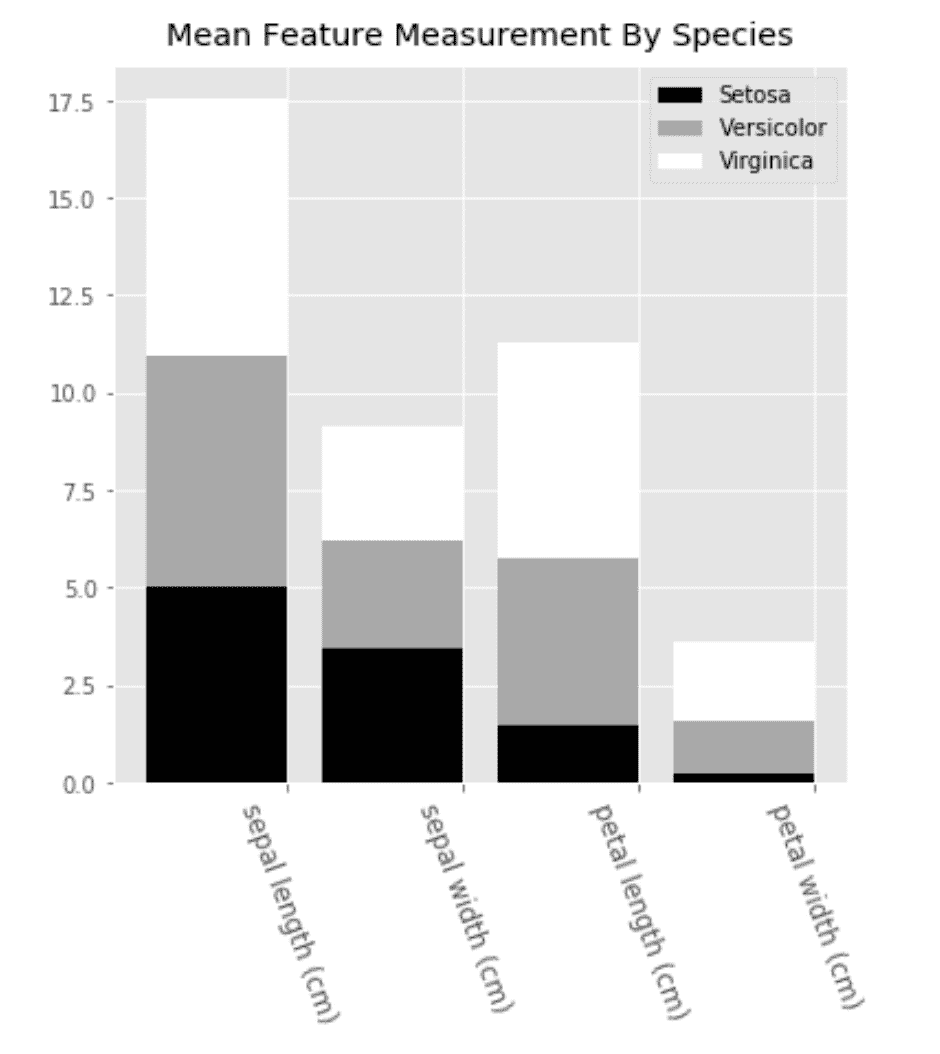 Mean Feature Measurement By Species
Setosa
Versicolor
Virginica
17.5
15.0
12.5
10.0
7.5
5.0
2.5
0.0
sepal length (cm)
sepal width (cm)
petal length (cm)
petal width (cm)